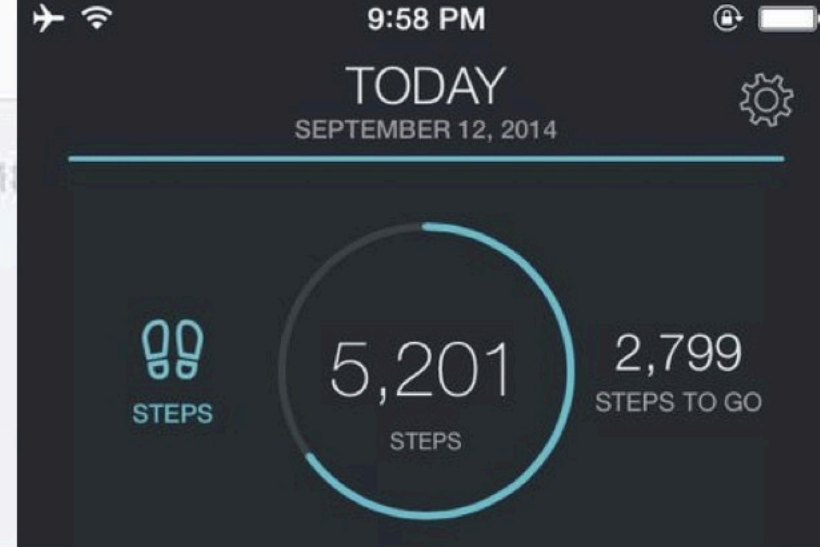 9:58 PM
TODAY
SEPTEMBER 12, 2014
5,201
STEPS
2,799
STEPS TO GO
STEPS